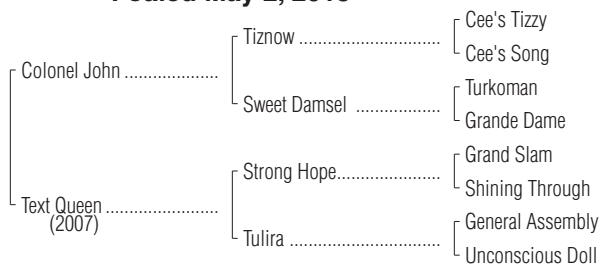 Colonel John ....................
Text Queen ........................
(2007)
Tiznow ..............................
Sweet Damsel ..................
Strong Hope......................
Tulira ................................
Cee's Tizzy
Cee's Song
Turkoman
Grande Dame
Grand Slam
Shining Through
General Assembly
Unconscious Doll